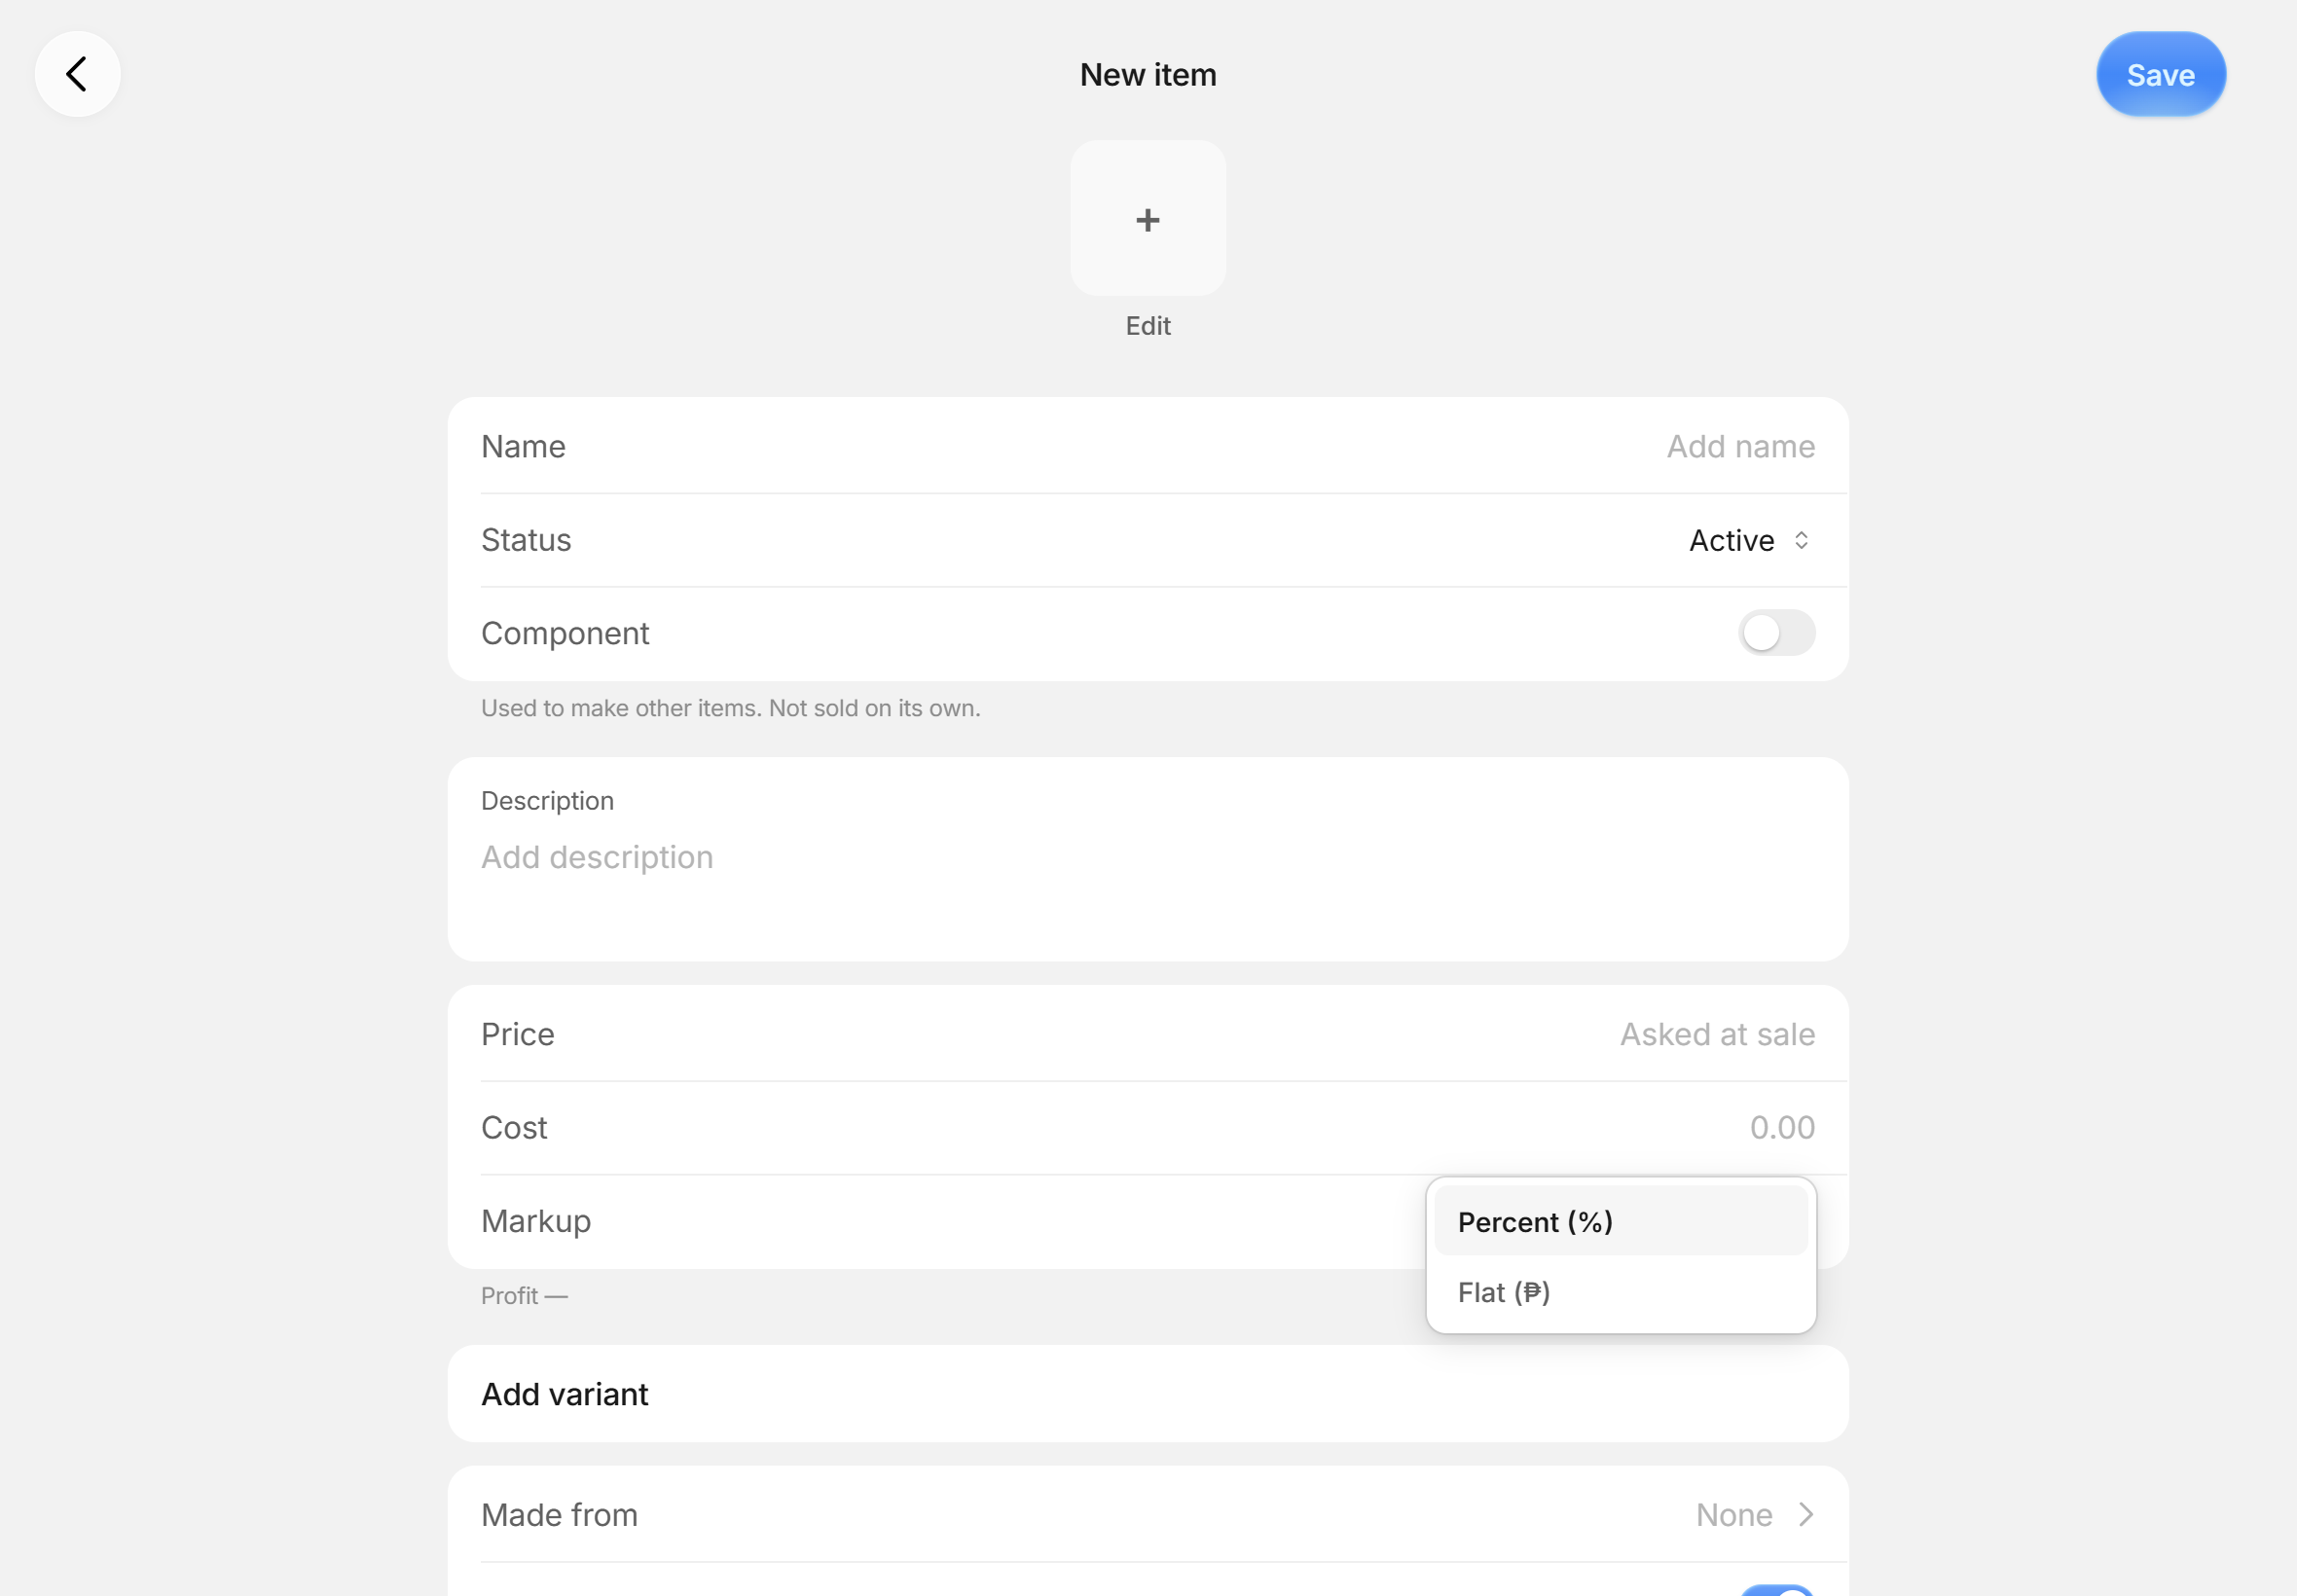 New item
Save
+
Edit
Name
Add name
Status
Active
Component
Used to make other items. Not sold on its own.
Description
Add description
Price
Asked at sale
Cost
0.00
Markup
Percent (%)
Flat (₱)
Profit —
Add variant
Made from
None